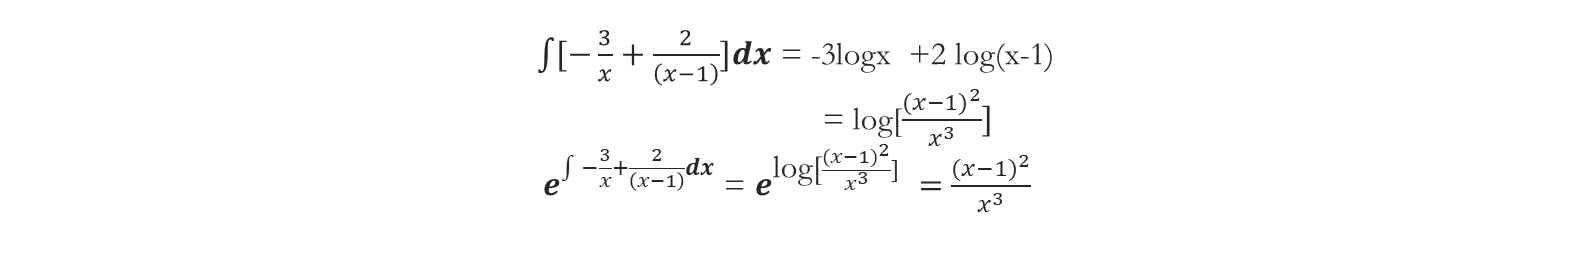 ∫[−3/x + 2/(x−1)]dx = -3logx +2 log(x-1)
= log[(x−1)²/x³]
e^(∫ −3/x+2/(x−1)dx) = e^(log[(x−1)²/x³]) = (x−1)²/x³